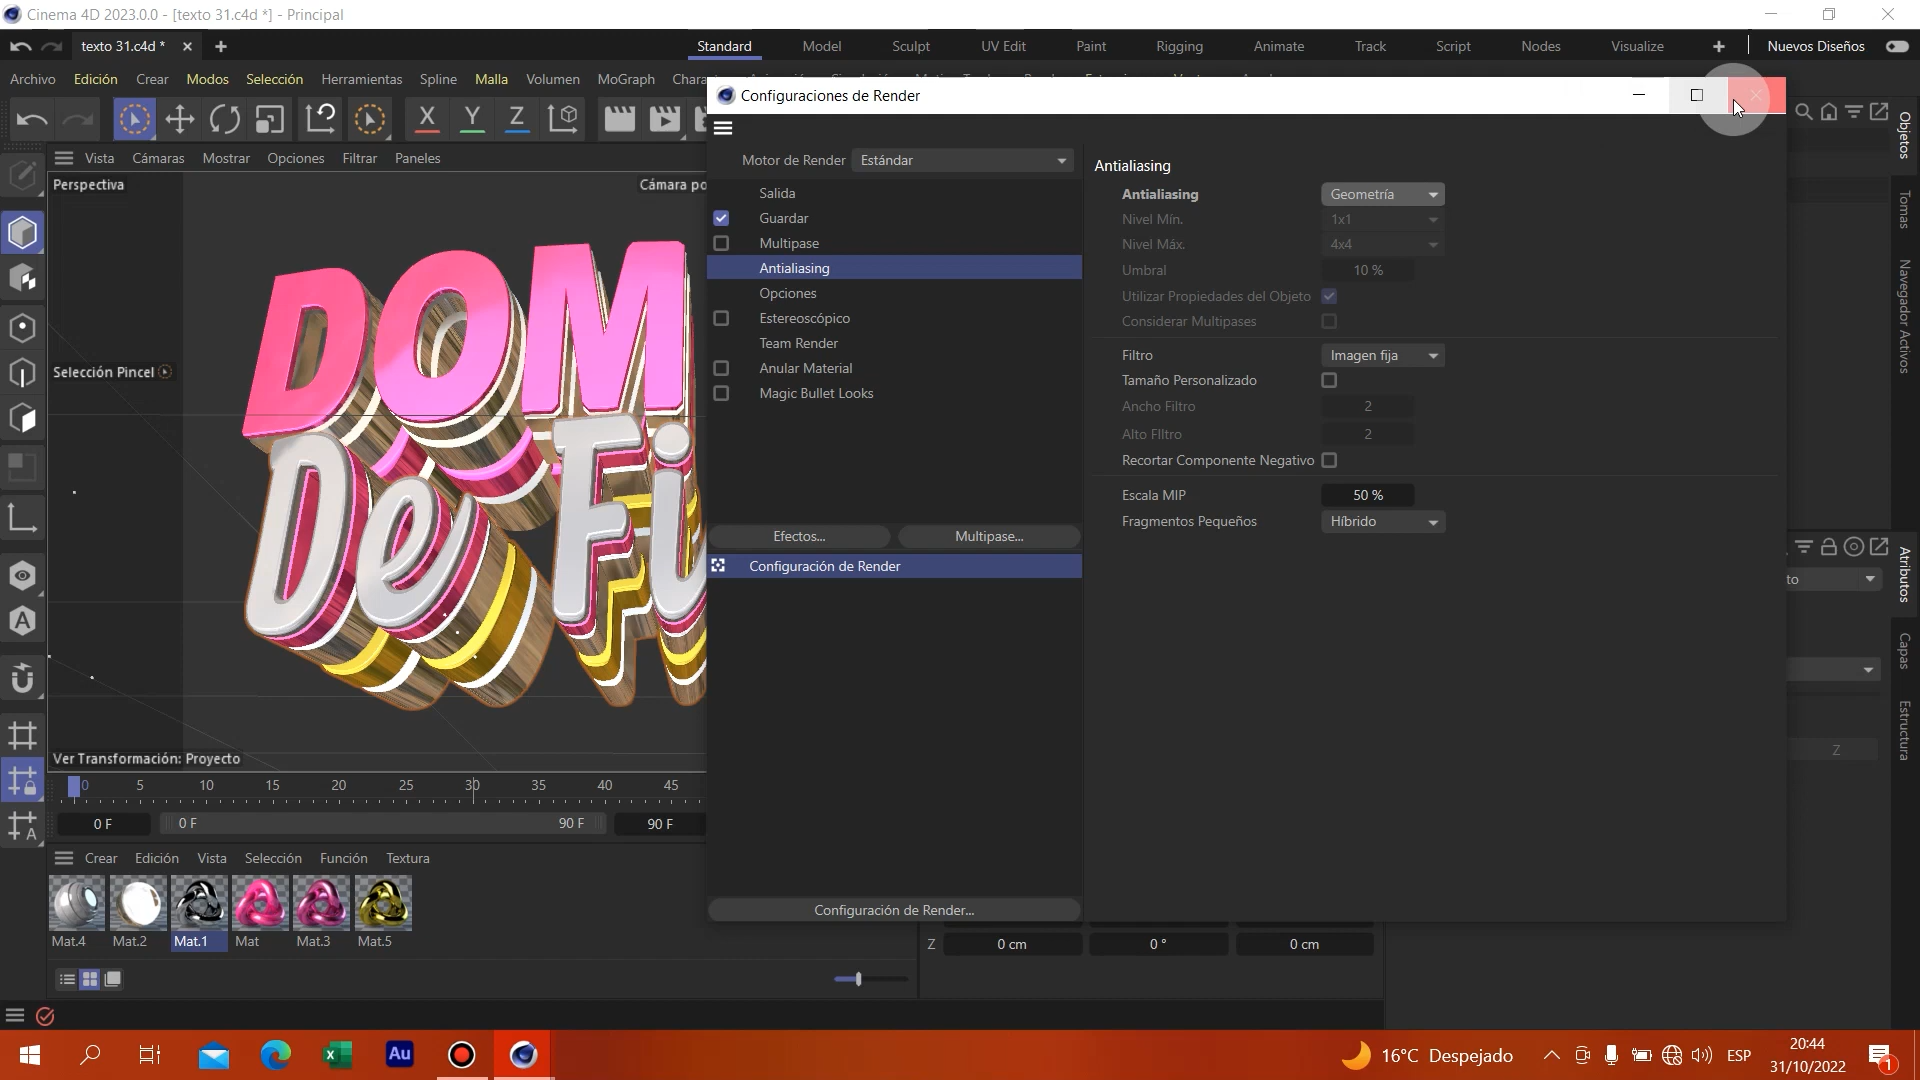 Cinema 4D 2023.0.0 - [texto 31.c4d *] - Principal
texto 31.c4d *
Standard
Model
Sculpt
UV Edit
Paint
Rigging
Animate
Track
Script
Nodes
Visualize
Nuevos Diseños
Archivo
Edición
Crear
Modos
Selección
Herramientas
Spline
Malla
Volumen
MoGraph
X
Y
Z
Configuraciones de Render
Vista
Cámaras
Mostrar
Opciones
Filtrar
Paneles
Perspectiva
Cámara po
Selección Pincel
DOM
De Fi
Ver Transformación: Proyecto
Motor de Render
Estándar
Salida
Guardar
Multipase
Antialiasing
Opciones
Estereoscópico
Team Render
Anular Material
Magic Bullet Looks
Efectos...
Multipase...
Configuración de Render
Configuración de Render...
Antialiasing
Antialiasing
Geometría
Nivel Mín.
1x1
Nivel Máx.
4x4
Umbral
10 %
Utilizar Propiedades del Objeto
Considerar Multipases
Filtro
Imagen fija
Tamaño Personalizado
Ancho Filtro
2
Alto FIltro
2
Recortar Componente Negativo
Escala MIP
50 %
Fragmentos Pequeños
Híbrido
Objetos
Tomas
Navegador Activos
Atributos
Capas
Estructura
to
Z
0
5
10
15
20
25
30
35
40
45
0 F
0 F
90 F
90 F
Crear
Edición
Vista
Selección
Función
Textura
Mat.4
Mat.2
Mat.1
Mat
Mat.3
Mat.5
Z
0 cm
0 °
0 cm
Au
16°C Despejado
ESP
20:44
31/10/2022
1